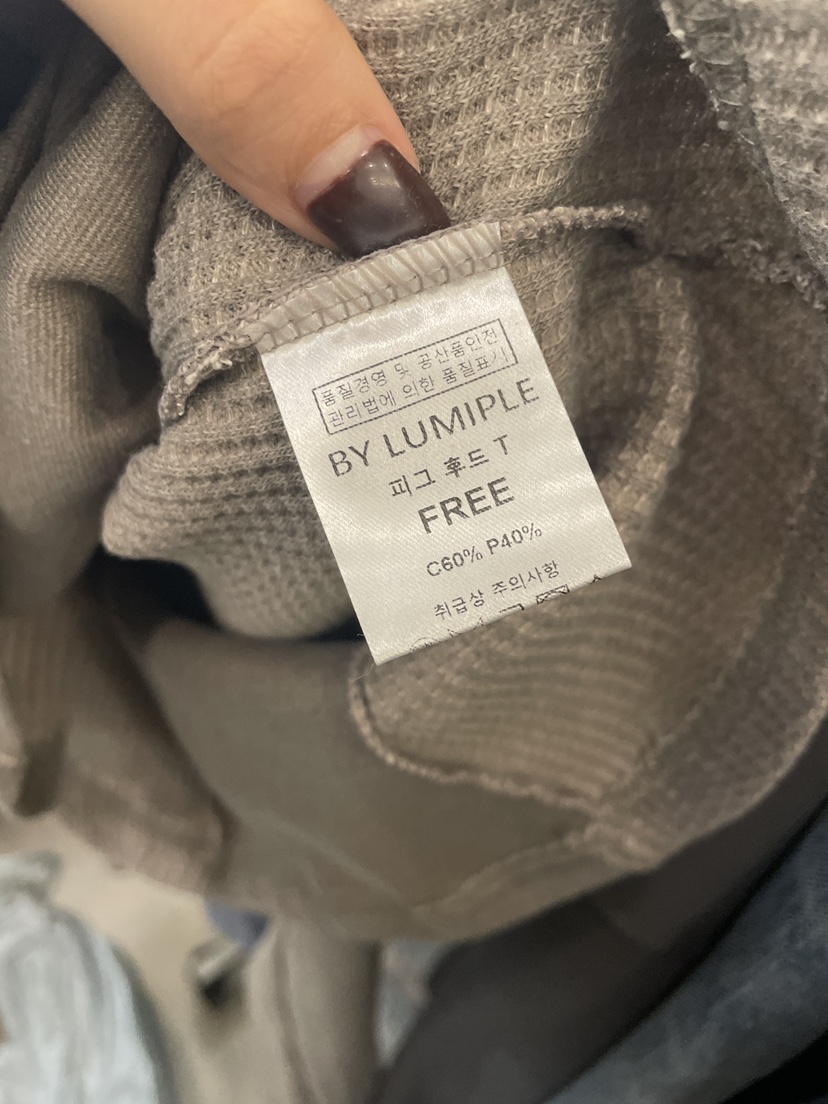 품질경영 및 공산품안전
관리법에 의한 품질표시
BY LUMIPLE
피그 후드 T
FREE
C60% P40%
취급상 주의사항